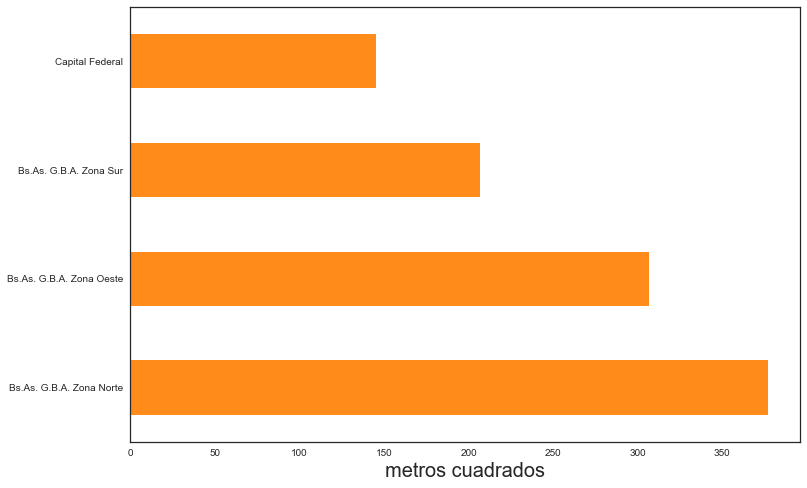 Capital Federal
Bs.As. G.B.A. Zona Sur
Bs.As. G.B.A. Zona Oeste
Bs.As. G.B.A. Zona Norte
0 50 100 150 200 250 300 350
metros cuadrados